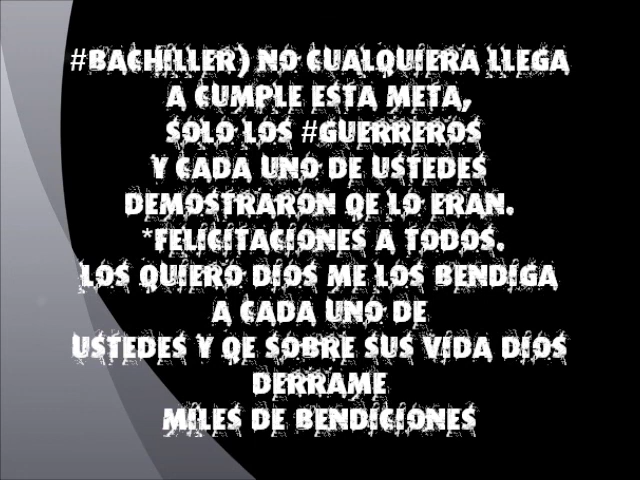 #BACHILLER) NO CUALQUIERA LLEGA
A CUMPLE ESTA META,
SOLO LOS #GUERREROS
Y CADA UNO DE USTEDES
DEMOSTRARON QE LO ERAN.
*FELICITACIONES A TODOS.
LOS QUIERO DIOS ME LOS BENDIGA
A CADA UNO DE
USTEDES Y QE SOBRE SUS VIDA DIOS
DERRAME
MILES DE BENDICIONES